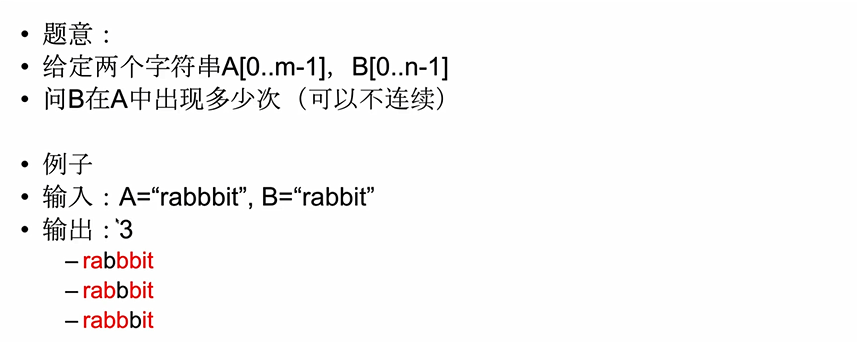 • 题意：
• 给定两个字符串A[0..m-1]，B[0..n-1]
• 问B在A中出现多少次（可以不连续）
• 例子
• 输入：A=“rabbbit”, B=“rabbit”
• 输出：3
– rabbbit
– rabbbit
– rabbbit